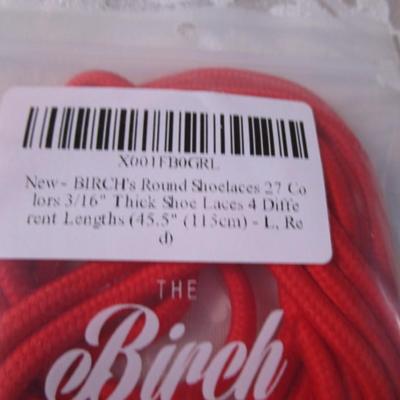 X001FB0GRL
New - BIRCH's Round Shoelaces 27 Co
lors 3/16" Thick Shoe Laces 4 Diffe
rent Lengths (45.5" (115cm) - L, Re
d)
THE
Birch